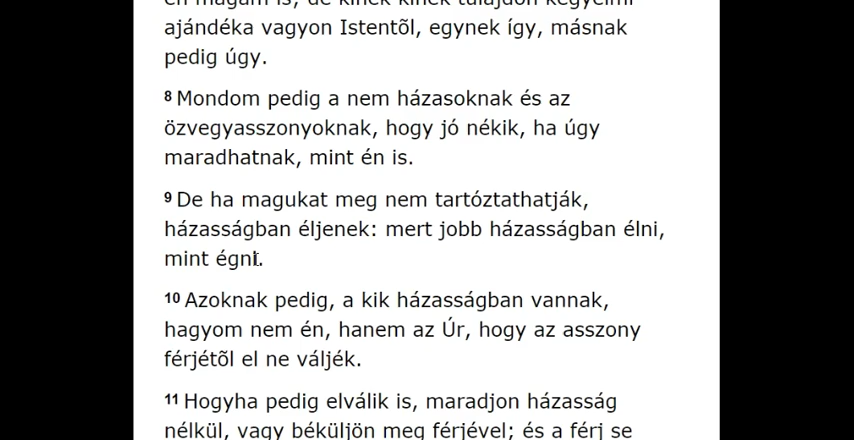 ajándéka vagyon Istentõl, egynek így, másnak
pedig úgy.
8 Mondom pedig a nem házasoknak és az
özvegyasszonyoknak, hogy jó nékik, ha úgy
maradhatnak, mint én is.
9 De ha magukat meg nem tartóztathatják,
házasságban éljenek: mert jobb házasságban élni,
mint égni.
10 Azoknak pedig, a kik házasságban vannak,
hagyom nem én, hanem az Úr, hogy az asszony
férjétõl el ne váljék.
11 Hogyha pedig elválik is, maradjon házasság
nélkül, vagy béküljön meg férjével; és a férj se